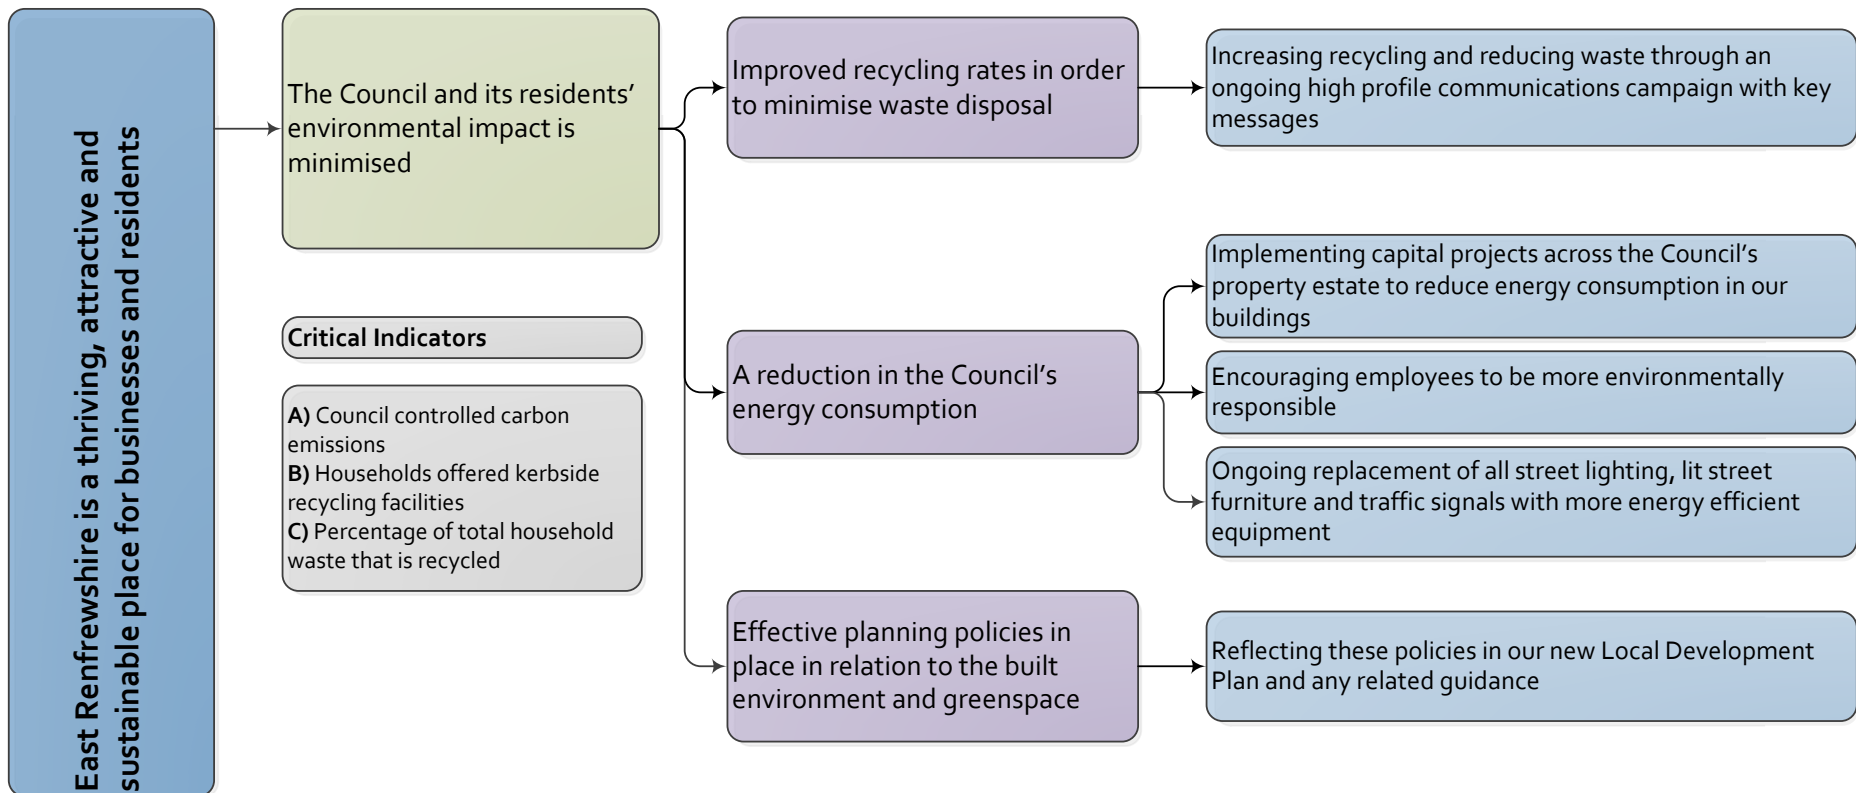 East Renfrewshire is a thriving, attractive and
sustainable place for businesses and residents
The Council and its residents’
environmental impact is
minimised
Critical Indicators
A) Council controlled carbon
emissions
B) Households offered kerbside
recycling facilities
C) Percentage of total household
waste that is recycled
Improved recycling rates in order
to minimise waste disposal
A reduction in the Council’s
energy consumption
Effective planning policies in
place in relation to the built
environment and greenspace
Increasing recycling and reducing waste through an
ongoing high profile communications campaign with key
messages
Implementing capital projects across the Council’s
property estate to reduce energy consumption in our
buildings
Encouraging employees to be more environmentally
responsible
Ongoing replacement of all street lighting, lit street
furniture and traffic signals with more energy efficient
equipment
Reflecting these policies in our new Local Development
Plan and any related guidance